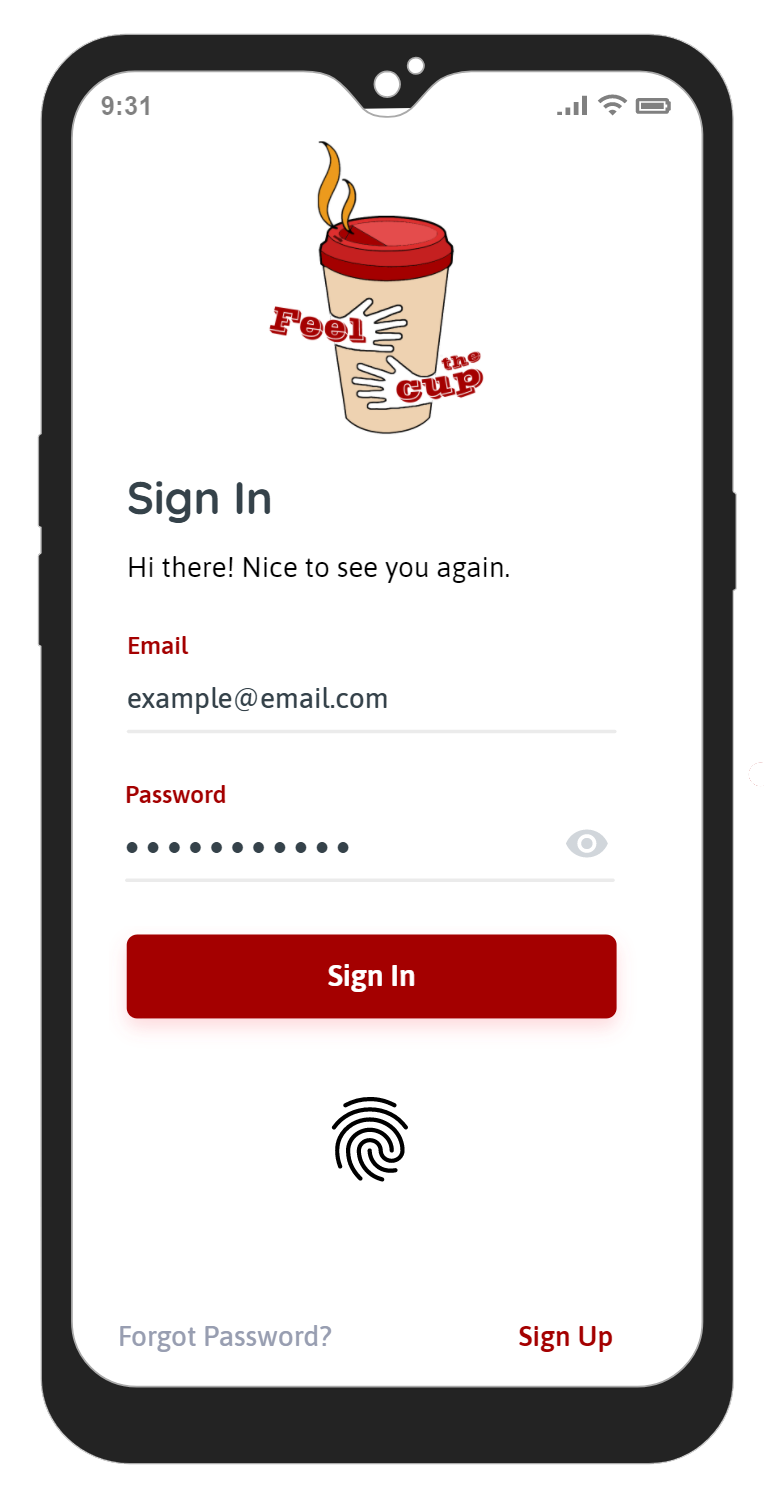 9:31
Feel
the
cup
Sign In
Hi there! Nice to see you again.
Email
example@email.com
Password
•••••••••••
Sign In
Forgot Password?
Sign Up